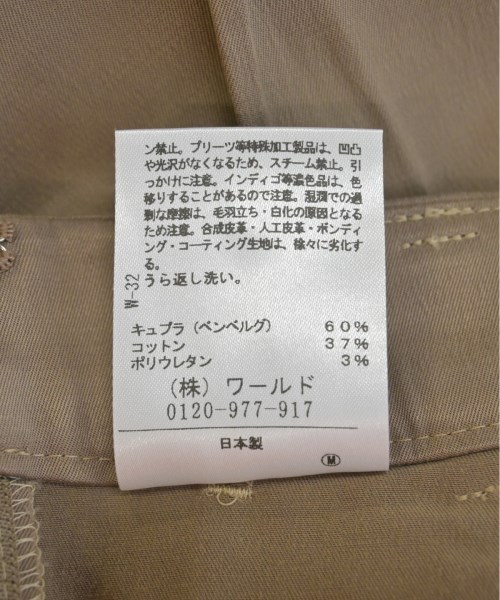 ン禁止。プリーツ等特殊加工製品は、凹凸
や光沢がなくなるため、スチーム禁止。引
っかけに注意。インディゴ等濃色品は、色
移りすることがあるので注意。湿潤での過
剰な摩擦は、毛羽立ち・白化の原因となる
ため注意。合成皮革・人工皮革・ボンディ
ング・コーティング生地は、徐々に劣化す
る。
うら返し洗い。
W-32
キュプラ（ベンベルグ） 60%
コットン 37%
ポリウレタン 3%
（株）ワールド
0120-977-917
日本製
M